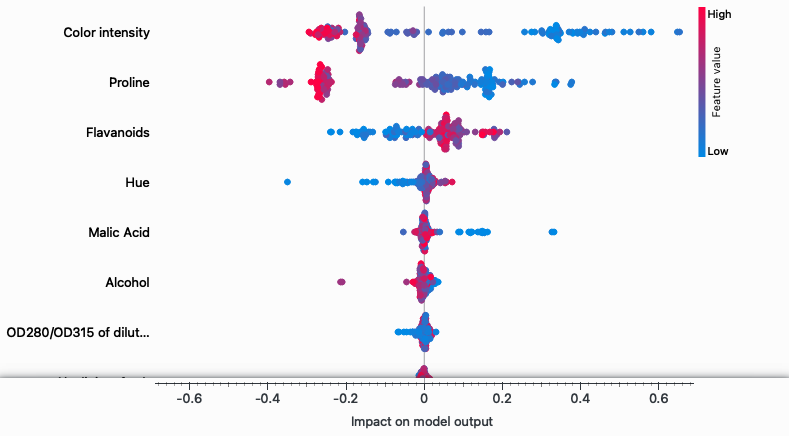 Color intensity
Proline
Flavanoids
Hue
Malic Acid
Alcohol
OD280/OD315 of dilut...
High
Feature value
Low
-0.6 -0.4 -0.2 0 0.2 0.4 0.6
Impact on model output